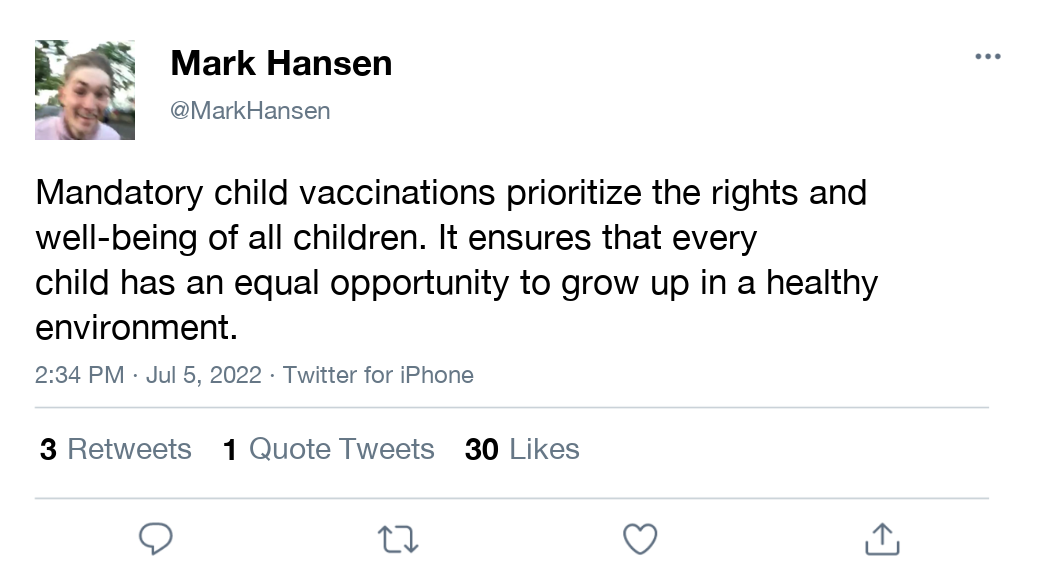 Mark Hansen
@MarkHansen
Mandatory child vaccinations prioritize the rights and
well-being of all children. It ensures that every
child has an equal opportunity to grow up in a healthy
environment.
2:34 PM · Jul 5, 2022 · Twitter for iPhone
3 Retweets 1 Quote Tweets 30 Likes